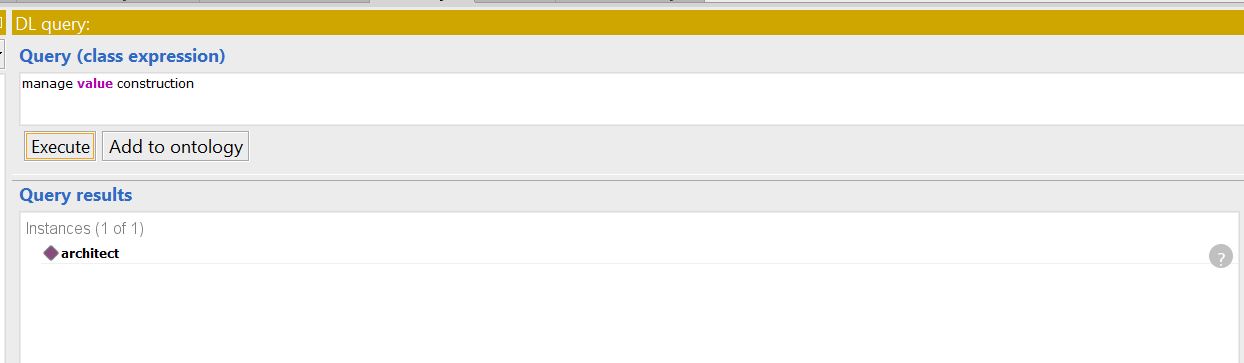 DL query:
Query (class expression)
manage value construction
Execute
Add to ontology
Query results
Instances (1 of 1)
architect
?